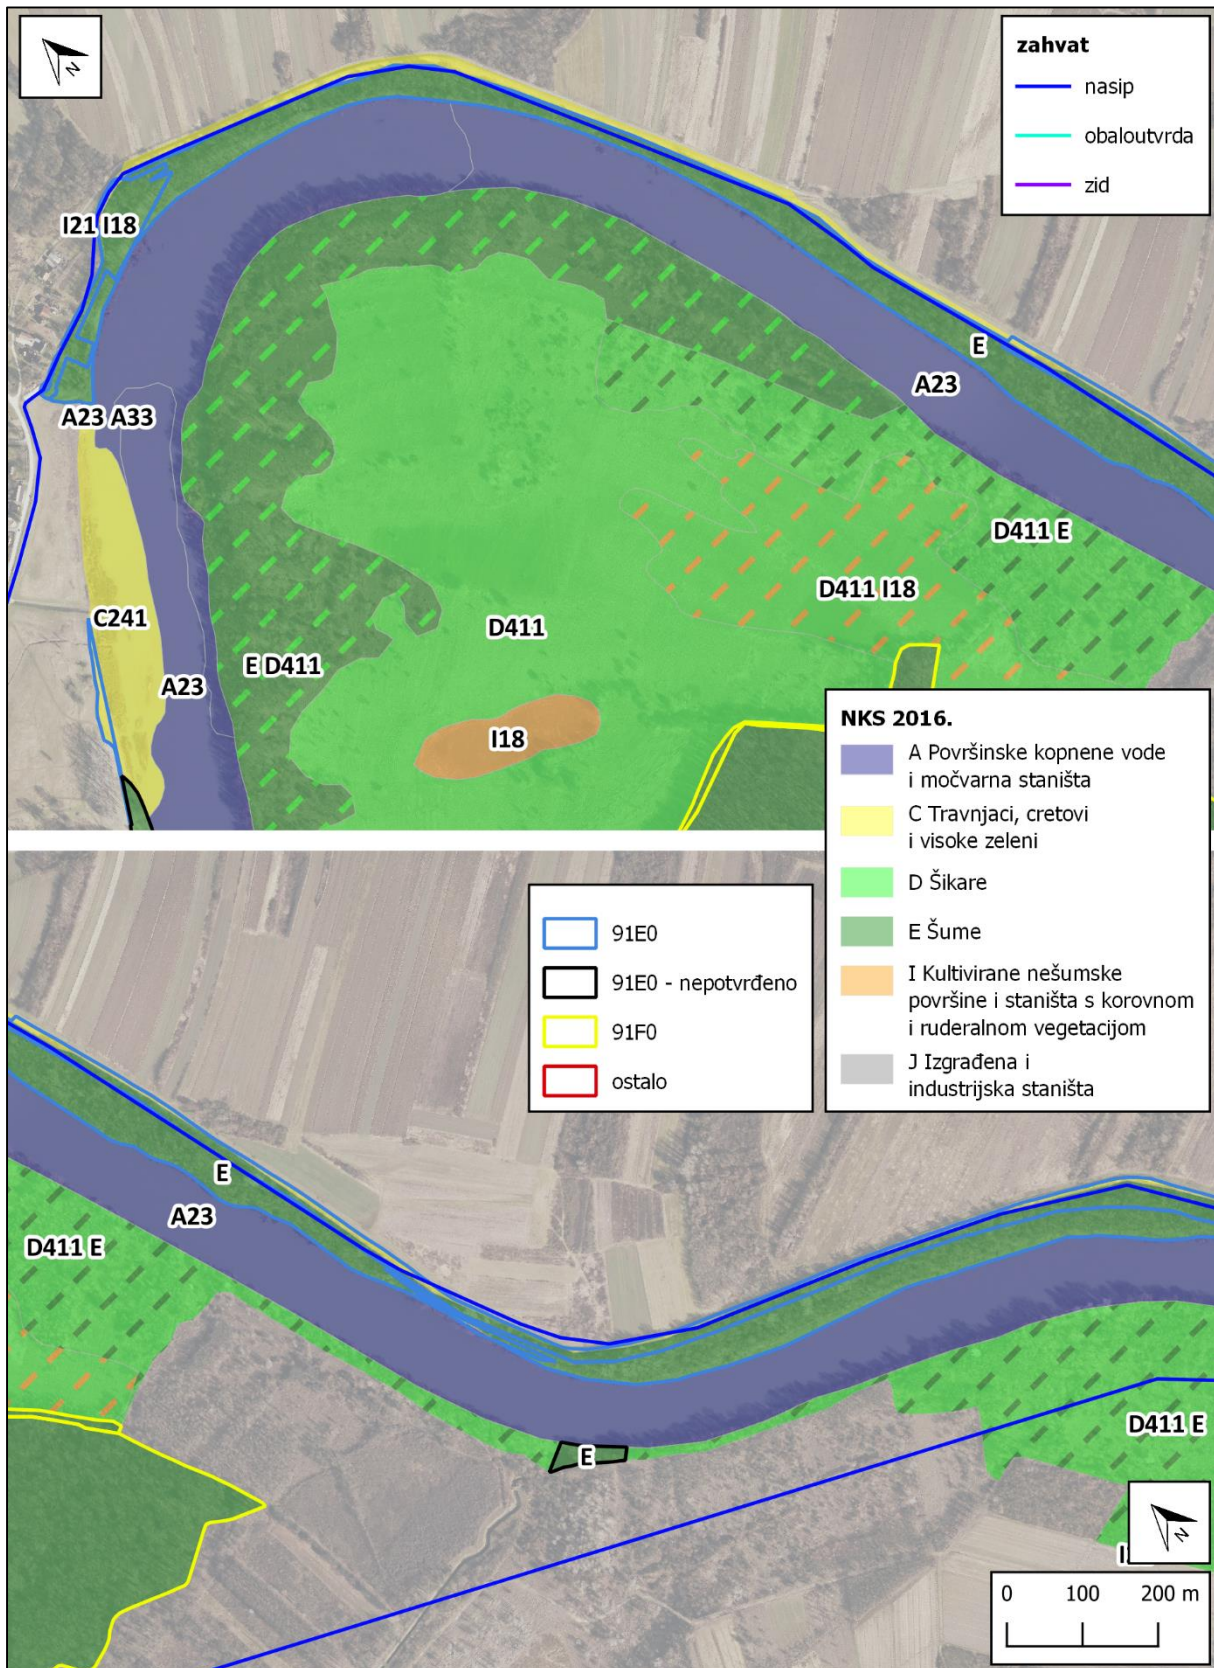 N
zahvat
nasip
obaloutvrda
zid
I21 I18
E
A23
A23 A33
D411 E
D411 I18
C241
D411
E D411
A23
I18
NKS 2016.
A Površinske kopnene vode
i močvarna staništa
C Travnjaci, cretovi
i visoke zeleni
D Šikare
E Šume
I Kultivirane nešumske
površine i staništa s korovnom
i ruderalnom vegetacijom
J Izgrađena i
industrijska staništa
91E0
91E0 - nepotvrđeno
91F0
ostalo
E
A23
D411 E
D411 E
E
N
0 100 200 m